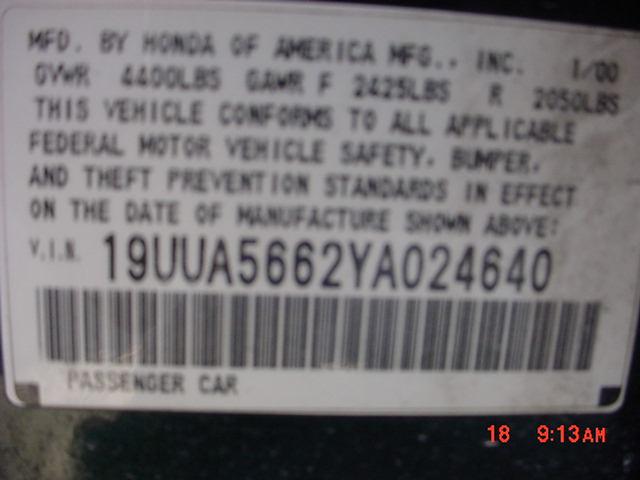 MFD. BY HONDA OF AMERICA MFG., INC. 1/00
GVWR 4400LBS GAWR F 2425LBS R 2050LBS
THIS VEHICLE CONFORMS TO ALL APPLICABLE
FEDERAL MOTOR VEHICLE SAFETY, BUMPER,
AND THEFT PREVENTION STANDARDS IN EFFECT
ON THE DATE OF MANUFACTURE SHOWN ABOVE:
V.I.N. 19UUA5662YA024640
PASSENGER CAR
18 9:13AM